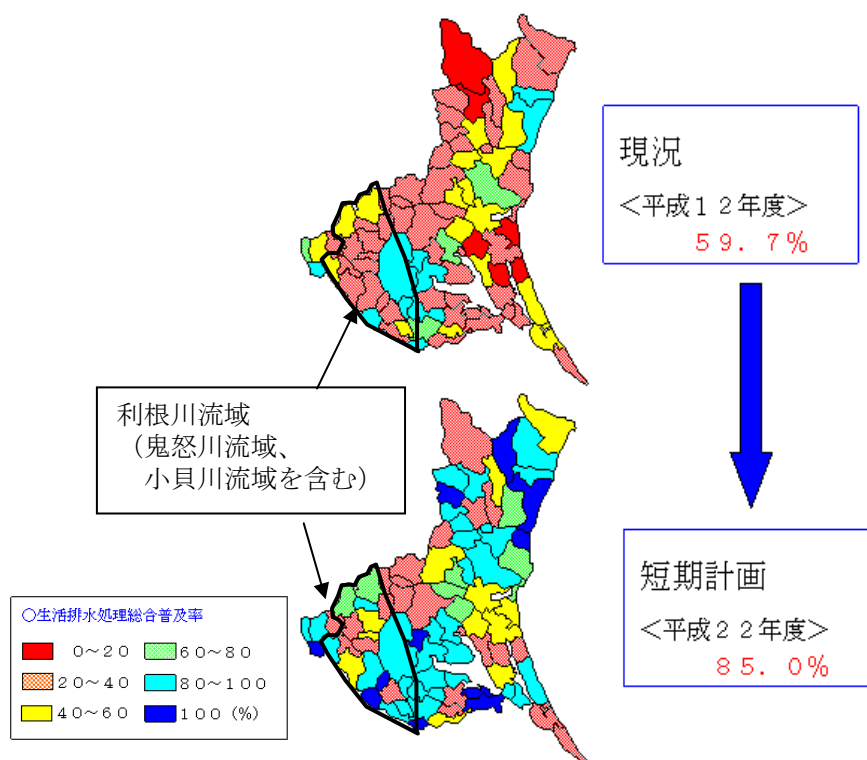 現況
<平成12年度>
59.7%
利根川流域
(鬼怒川流域、
小貝川流域を含む)
短期計画
<平成22年度>
85.0%
○生活排水処理総合普及率
0~20
60~80
20~40
80~100
40~60
100(%)